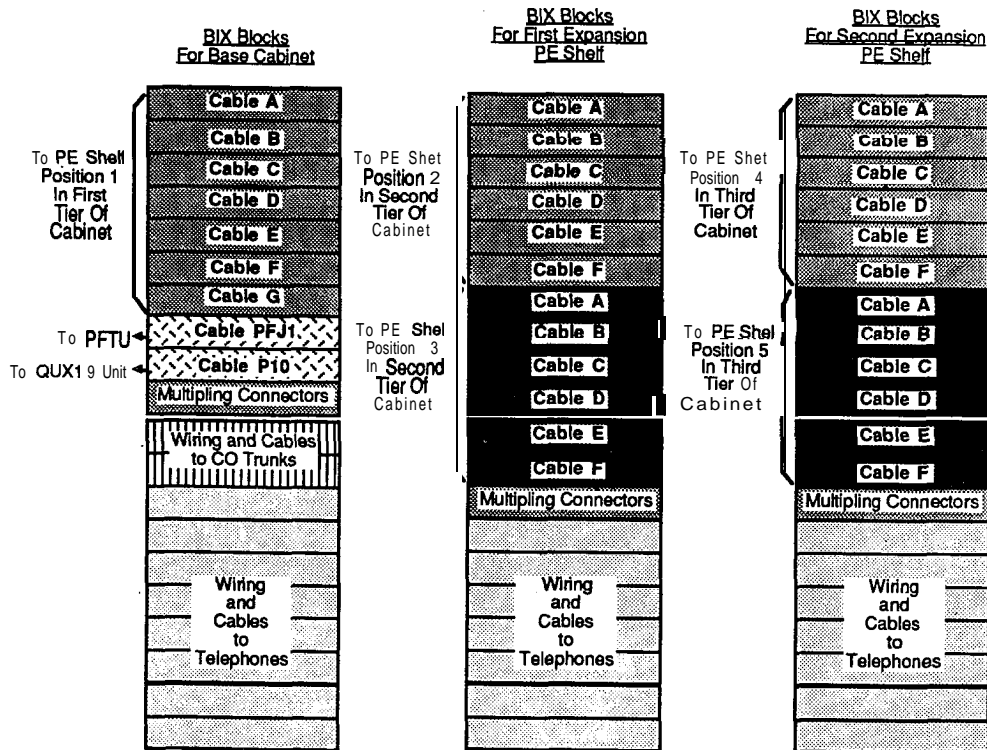 BIX Blocks
For Base Cabinet
To PE Shelf
Position 1
In First
Tier Of
Cabinet
Cable A
Cable B
Cable C
Cable D
Cable E
Cable F
Cable G
To PFTU
Cable PFJ1
To QUX1 9 Unit
Cable P10
Multipling Connectors
Wiring and Cables
to CO Trunks
Wiring
and
Cables
to
Telephones
BIX Blocks
For First Expansion
PE Shelf
To PE Shet
Position 2
In Second
Tier Of
Cabinet
Cable A
Cable B
Cable C
Cable D
Cable E
Cable F
To PE Shel
Position 3
In Second
Tier Of
Cabinet
Cable A
Cable B
Cable C
Cable D
Cable E
Cable F
Multipling Connectors
Wiring
and
Cables
to
Telephones
BIX Blocks
For Second Expansion
PE Shelf
To PE Shet
Position 4
In Third
Tier Of
Cabinet
Cable A
Cable B
Cable C
Cable D
Cable E
Cable F
To PE Shel
Position 5
In Third
Tier Of
Cabinet
Cable A
Cable B
Cable C
Cable D
Cable E
Cable F
Multipling Connectors
Wiring
and
Cables
to
Telephones